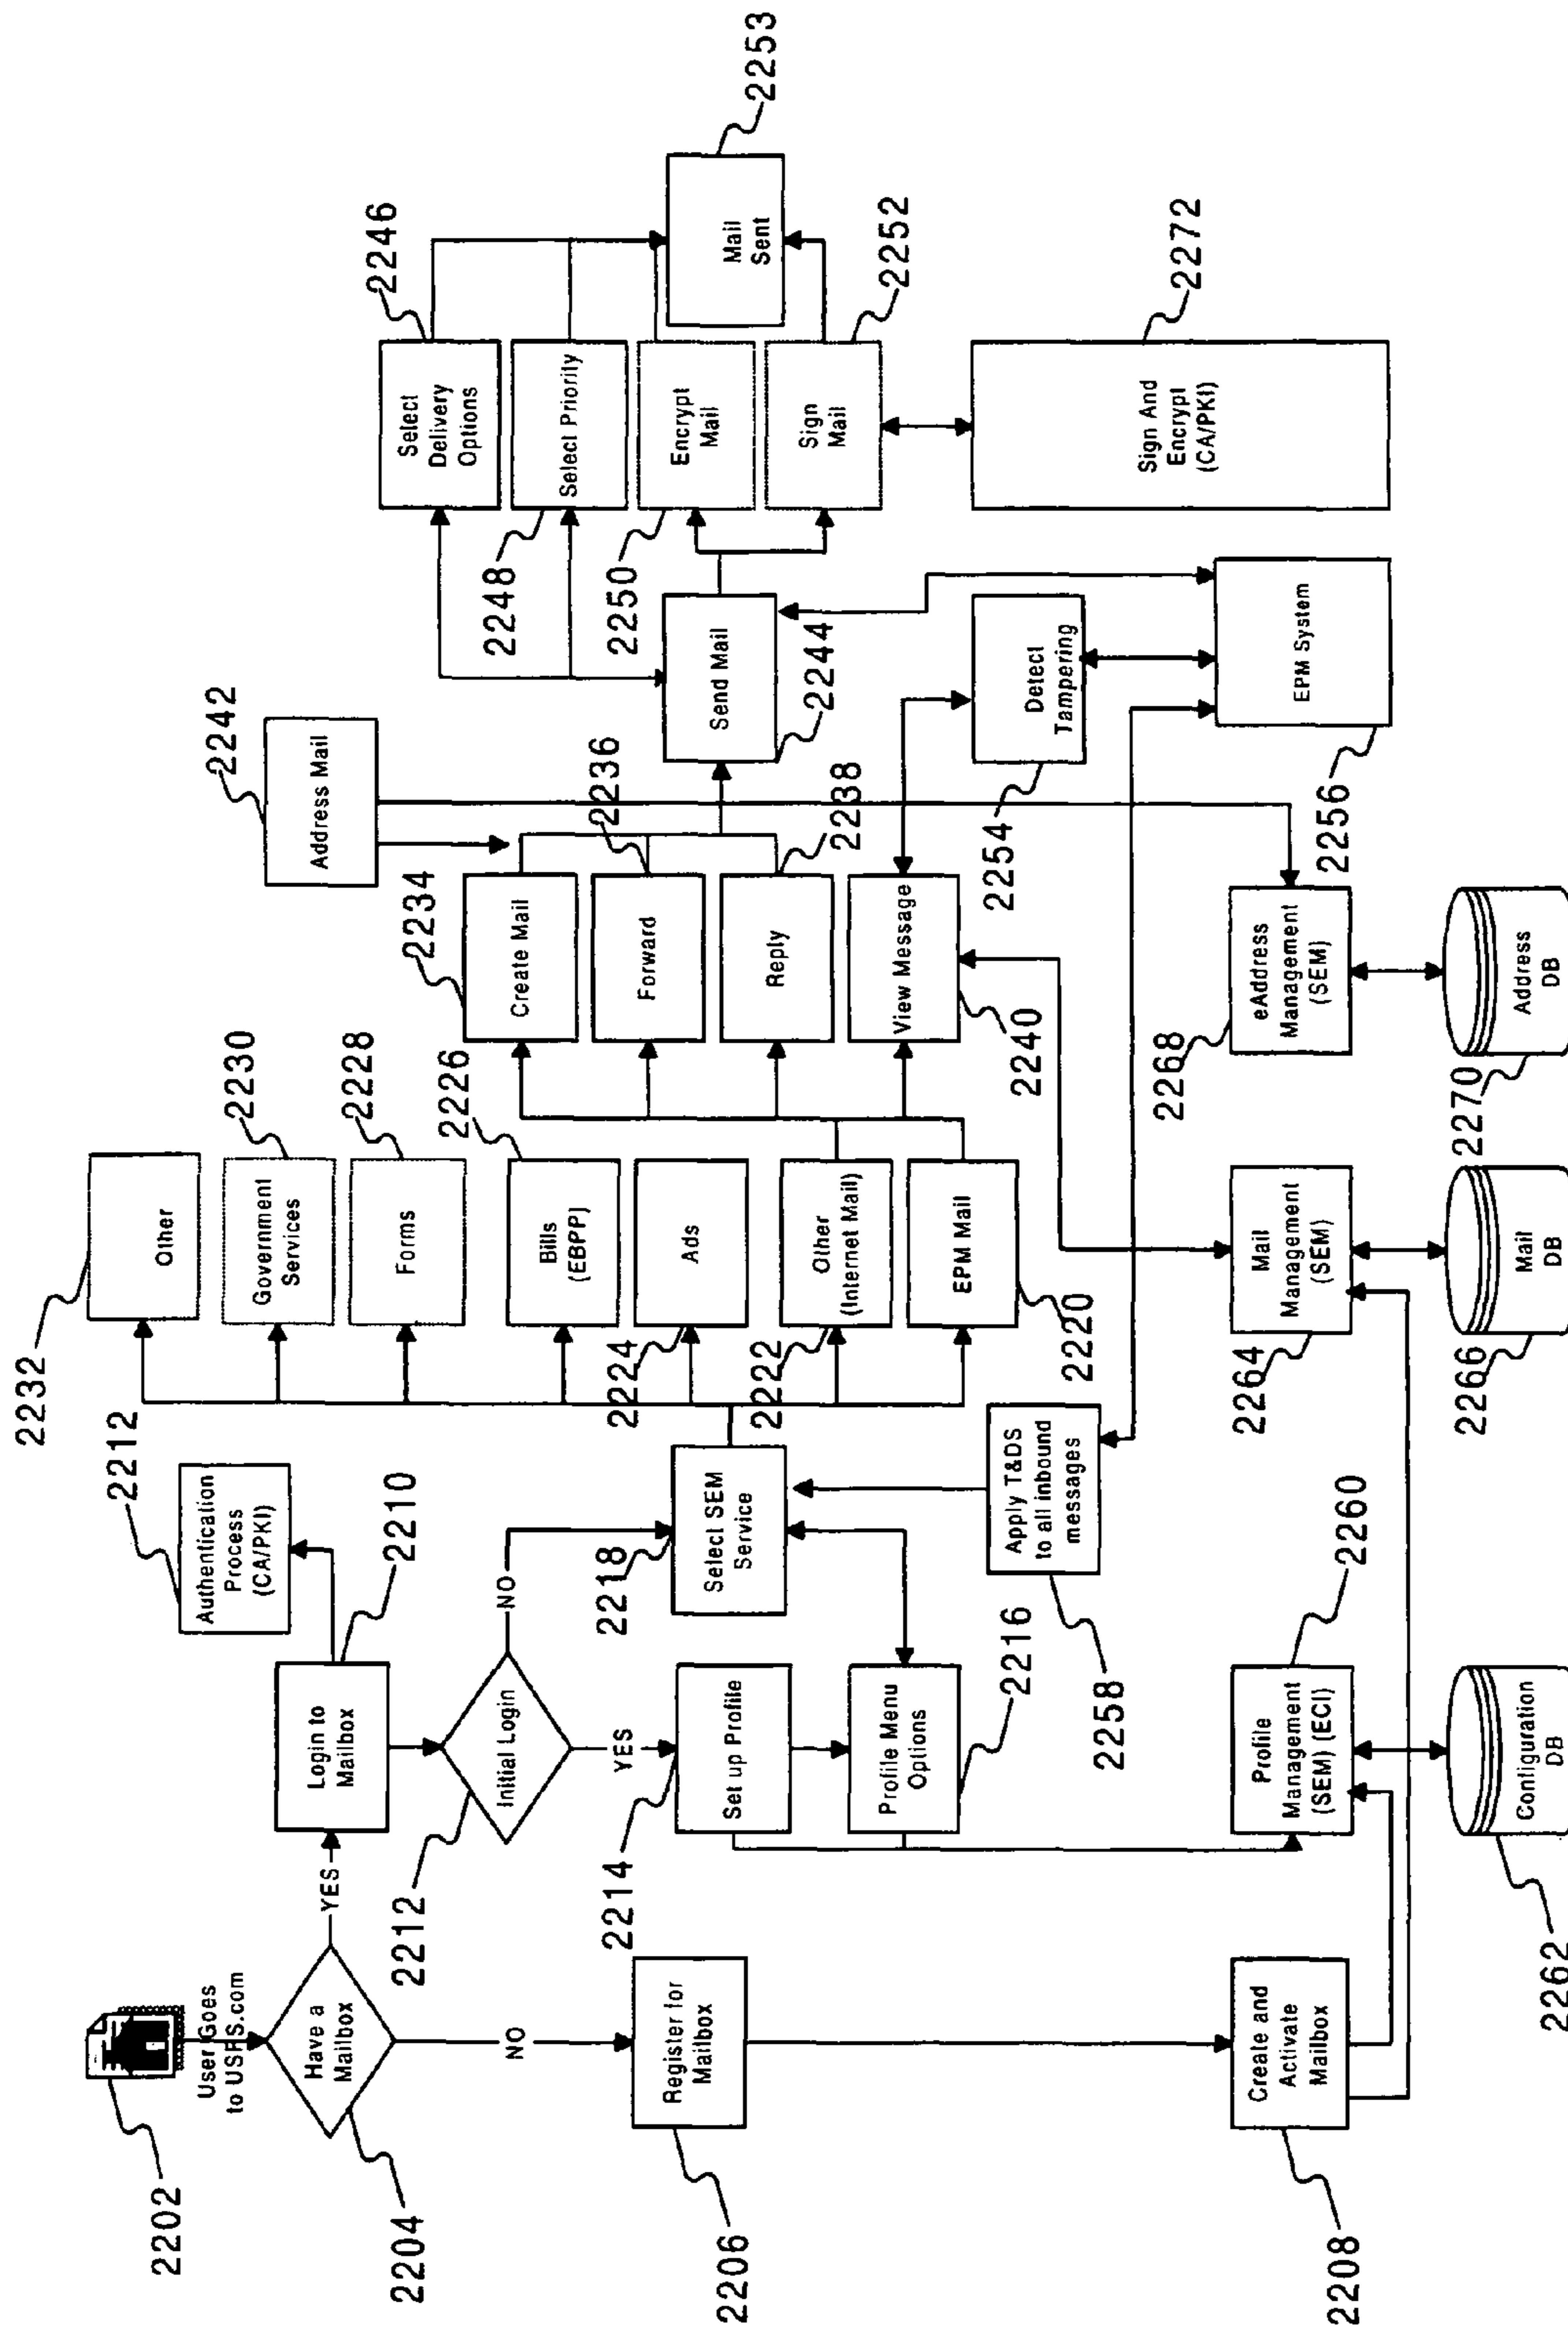 2202
User Goes
to USPS.com
2204
Have a
Mailbox
YES
NO
2206
Register for
Mailbox
2208
Create and
Activate
Mailbox
Login to
Mailbox
2210
2212
Authentication
Process
(CA/PKI)
2212
Initial Login
NO
YES
2214
Set up Profile
Profile Menu
Options
2216
2218
Select SEM
Service
Apply T&DS
to all inbound
messages
2258
Profile
Management
(SEM) (ECI)
2260
Configuration
DB
2262
2232
Other
Government
Services
2230
Forms
2228
Bills
(EBPP)
2226
Ads
2224
Other
(Internet Mail)
2222
EPM Mail
2220
Mail
Management
(SEM)
2264
Mail
DB
2266
2242
Address Mail
2234
Create Mail
Forward
2236
Reply
2238
View Message
2240
eAddress
Management
(SEM)
2268
Address
DB
2270
Send Mail
2244
Detect
Tampering
2254
EPM System
2256
Select
Delivery
Options
2246
Select Priority
2248
Encrypt
Mail
2250
Sign
Mail
2252
Mail
Sent
2253
Sign And
Encrypt
(CA/PKI)
2272